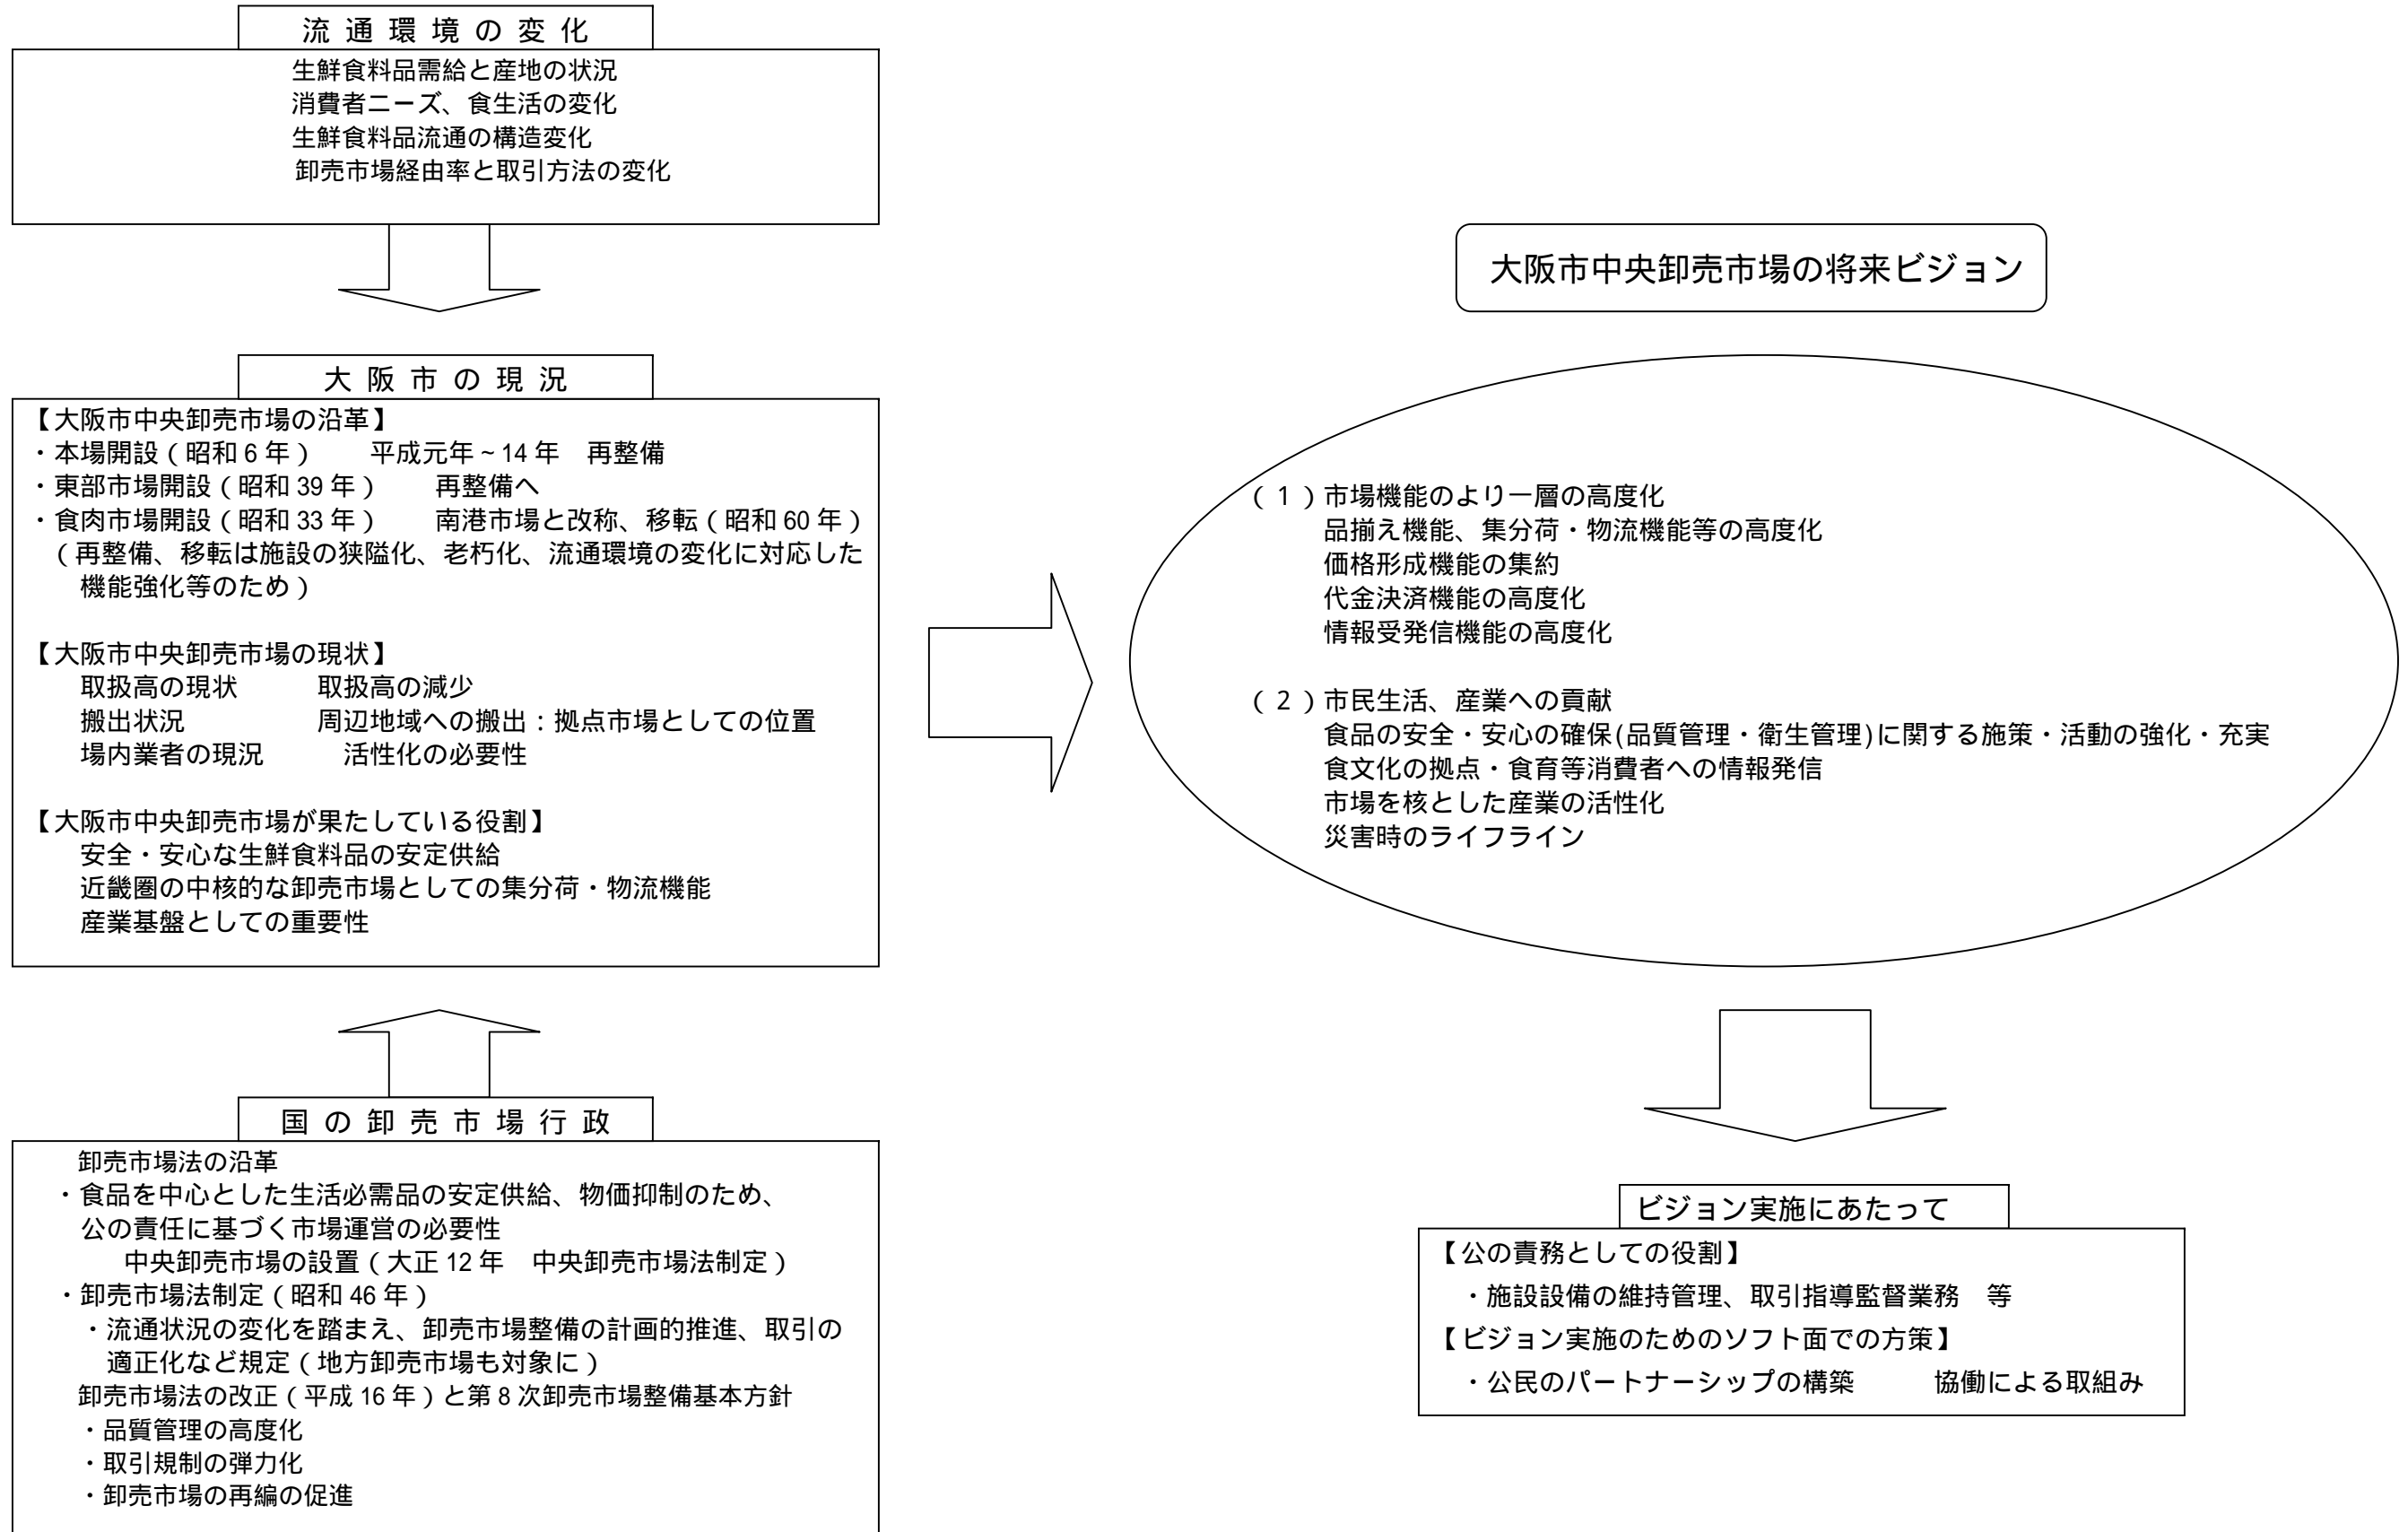 流通環境の変化
生鮮食料品需給と産地の状況
消費者ニーズ、食生活の変化
生鮮食料品流通の構造変化
卸売市場経由率と取引方法の変化
大阪市の現況
【大阪市中央卸売市場の沿革】
・本場開設（昭和6年）　　平成元年~14年　再整備
・東部市場開設（昭和39年）　　再整備へ
・食肉市場開設（昭和33年）　　南港市場と改称、移転（昭和60年）
（再整備、移転は施設の狭隘化、老朽化、流通環境の変化に対応した
機能強化等のため）
【大阪市中央卸売市場の現状】
取扱高の現状　　　取扱高の減少
搬出状況　　　　　周辺地域への搬出：拠点市場としての位置
場内業者の現況　　　活性化の必要性
【大阪市中央卸売市場が果たしている役割】
安全・安心な生鮮食料品の安定供給
近畿圏の中核的な卸売市場としての集分荷・物流機能
産業基盤としての重要性
国の卸売市場行政
卸売市場法の沿革
・食品を中心とした生活必需品の安定供給、物価抑制のため、
公の責任に基づく市場運営の必要性
中央卸売市場の設置（大正12年　中央卸売市場法制定）
・卸売市場法制定（昭和46年）
・流通状況の変化を踏まえ、卸売市場整備の計画的推進、取引の
適正化など規定（地方卸売市場も対象に）
卸売市場法の改正（平成16年）と第8次卸売市場整備基本方針
・品質管理の高度化
・取引規制の弾力化
・卸売市場の再編の促進
大阪市中央卸売市場の将来ビジョン
（1）市場機能のより一層の高度化
品揃え機能、集分荷・物流機能等の高度化
価格形成機能の集約
代金決済機能の高度化
情報受発信機能の高度化
（2）市民生活、産業への貢献
食品の安全・安心の確保(品質管理・衛生管理)に関する施策・活動の強化・充実
食文化の拠点・食育等消費者への情報発信
市場を核とした産業の活性化
災害時のライフライン
ビジョン実施にあたって
【公の責務としての役割】
・施設設備の維持管理、取引指導監督業務　等
【ビジョン実施のためのソフト面での方策】
・公民のパートナーシップの構築　　　協働による取組み